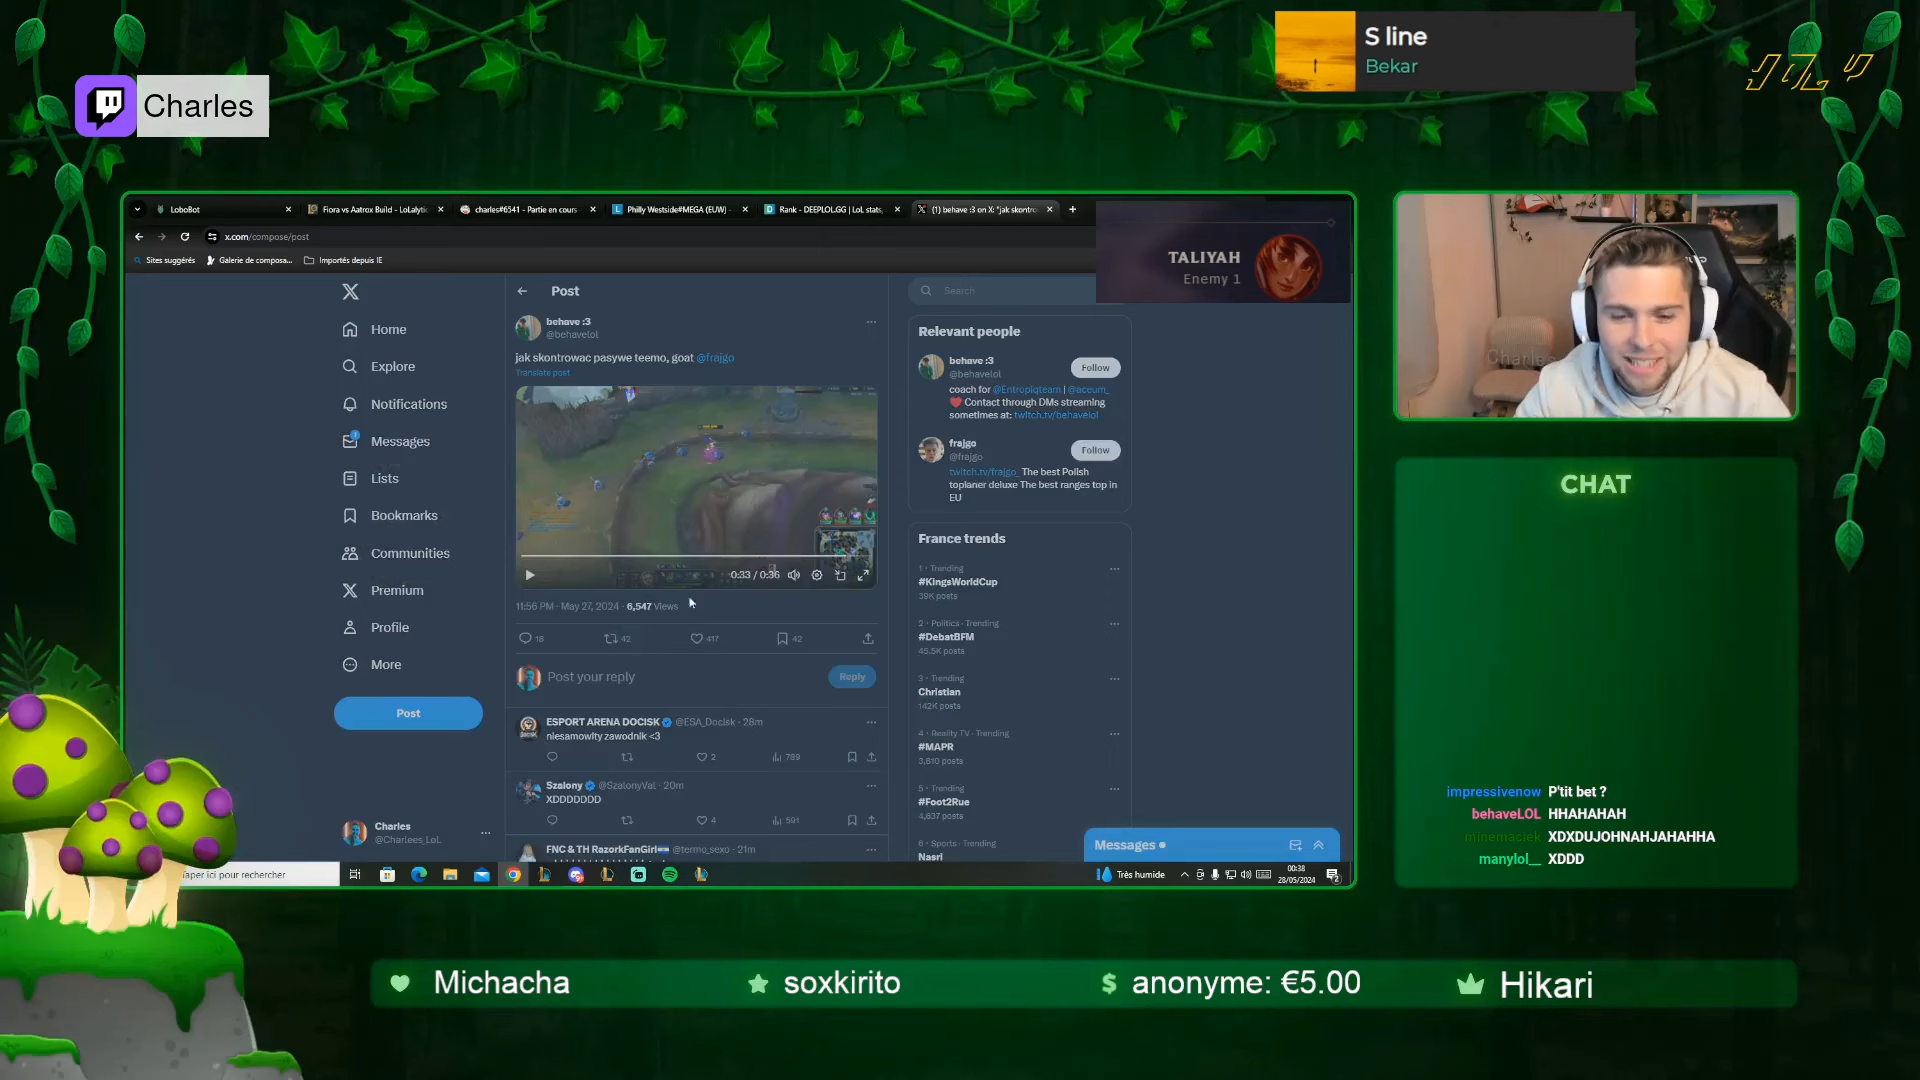 Charles
S line
Bekar
LoboBot
Fiora vs Aatrox Build - LoLalytic
charles#6541 - Partie en cours
Philly Westside#MEGA (EUW) -
Rank - DEEPLOL.GG | LoL stats,
(1) behave :3 on X: "jak skontro
x.com/compose/post
Sites suggérés
Galerie de composa...
Importés depuis IE
TALIYAH
Enemy 1
Home
Explore
Notifications
Messages
Lists
Bookmarks
Communities
Premium
Profile
More
Post
Charles
@Charlees_LoL
Post
behave :3
@behavelol
jak skontrowac pasywe teemo, goat @frajgo
Translate post
0:33 / 0:36
11:56 PM · May 27, 2024 · 6,547 Views
18
42
417
42
Post your reply
Reply
ESPORT ARENA DOCISK @ESA_Docisk · 28m
niesamowity zawodnik <3
2
789
Szalony @SzalonyVal · 20m
XDDDDDDD
4
591
FNC & TH RazorkFanGirl @termo_sexo · 21m
Search
Relevant people
behave :3
@behavelol
Follow
coach for @Entropiqteam | @aceum_
Contact through DMs streaming
sometimes at: twitch.tv/behavelol
frajgo
@frajgo
Follow
twitch.tv/frajgo_ The best Polish
toplaner deluxe The best ranges top in
EU
France trends
1 · Trending
#KingsWorldCup
39K posts
2 · Politics · Trending
#DebatBFM
45.5K posts
3 · Trending
Christian
142K posts
4 · Reality TV · Trending
#MAPR
3,610 posts
5 · Trending
#Foot2Rue
4,637 posts
6 · Sports · Trending
Nasri
Messages
aper ici pour rechercher
Très humide
00:38
28/05/2024
Charles
CHAT
impressivenow P'tit bet ?
behaveLOL HHAHAHAH
minemaciek XDXDUJOHNAHJAHAHHA
manylol__ XDDD
Michacha
soxkirito
$ anonyme: €5.00
Hikari